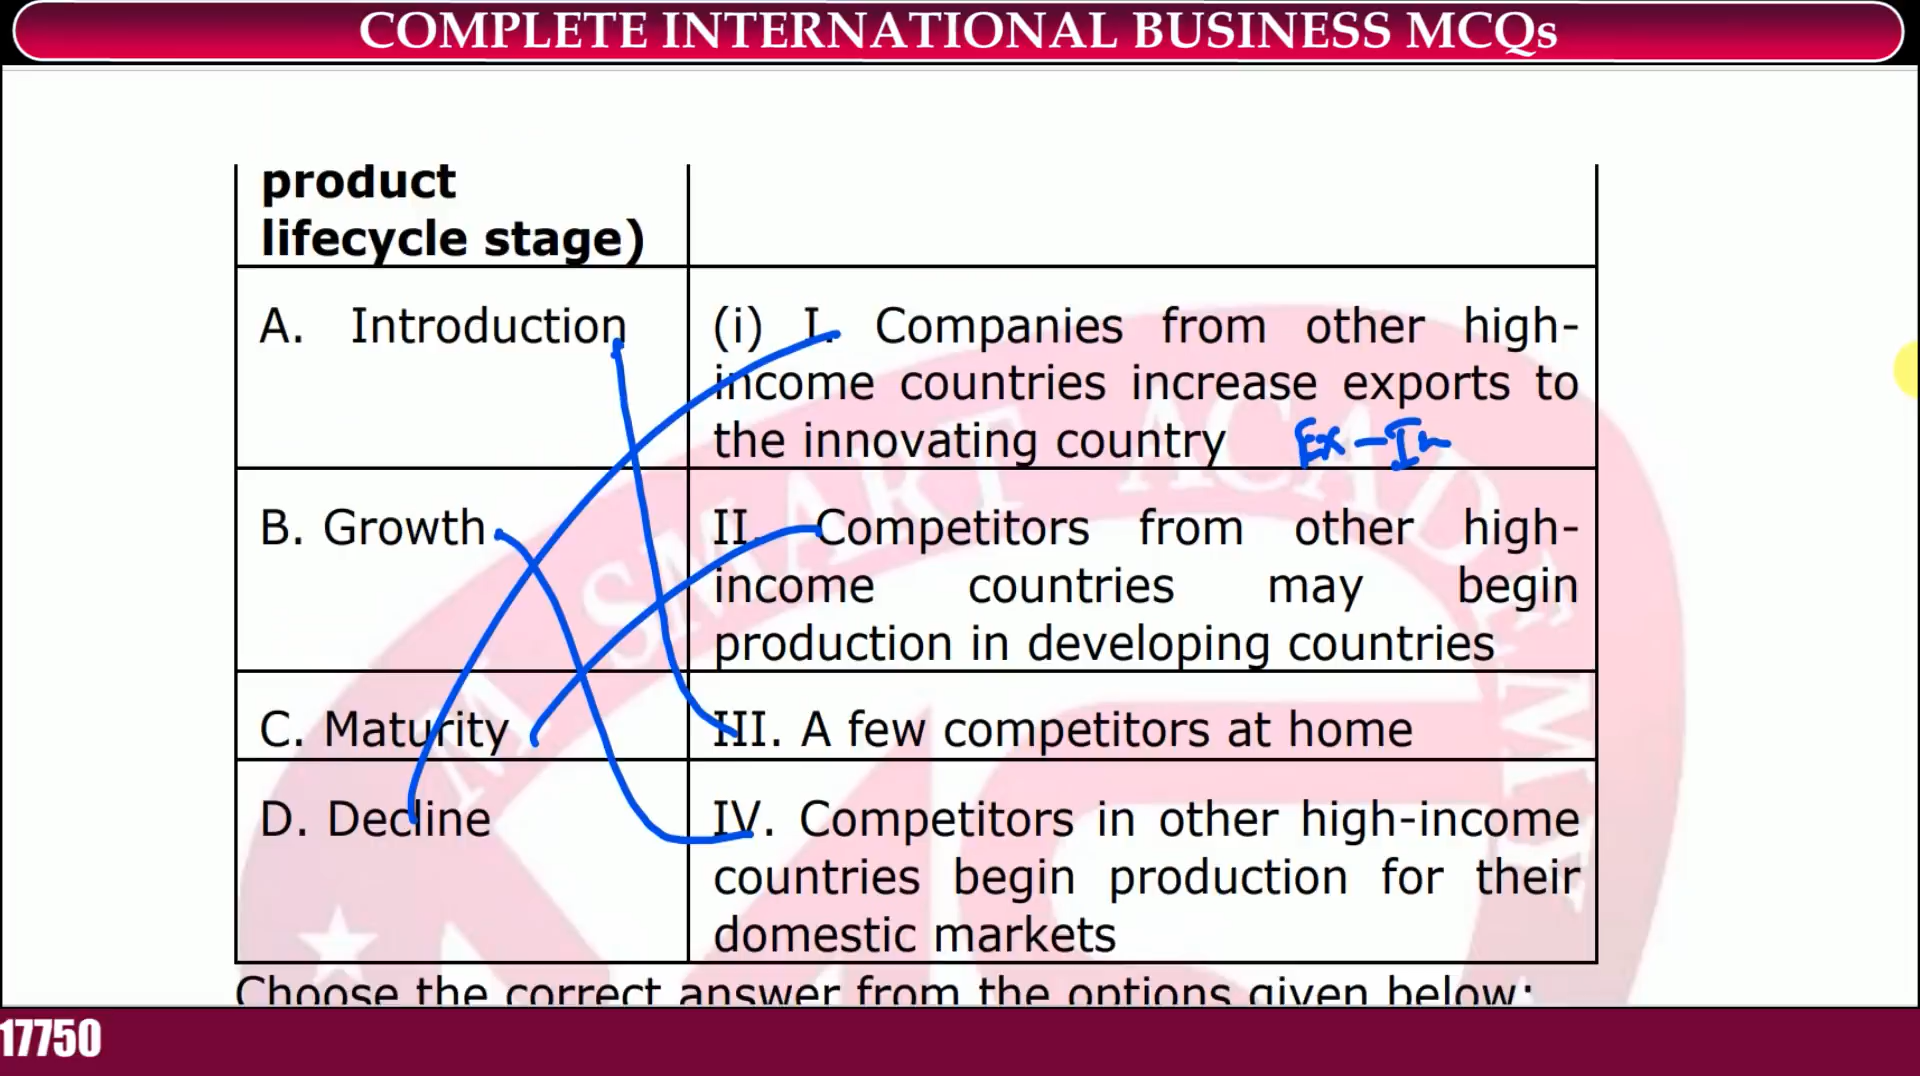 COMPLETE INTERNATIONAL BUSINESS MCQs
product
lifecycle stage)
A. Introduction
(i) I. Companies from other high-
income countries increase exports to
the innovating country Ex-Im
B. Growth
II. Competitors from other high-
income countries may begin
production in developing countries
C. Maturity
III. A few competitors at home
D. Decline
IV. Competitors in other high-income
countries begin production for their
domestic markets
Choose the correct answer from the options given below:
M SMART ACADEMY
17750